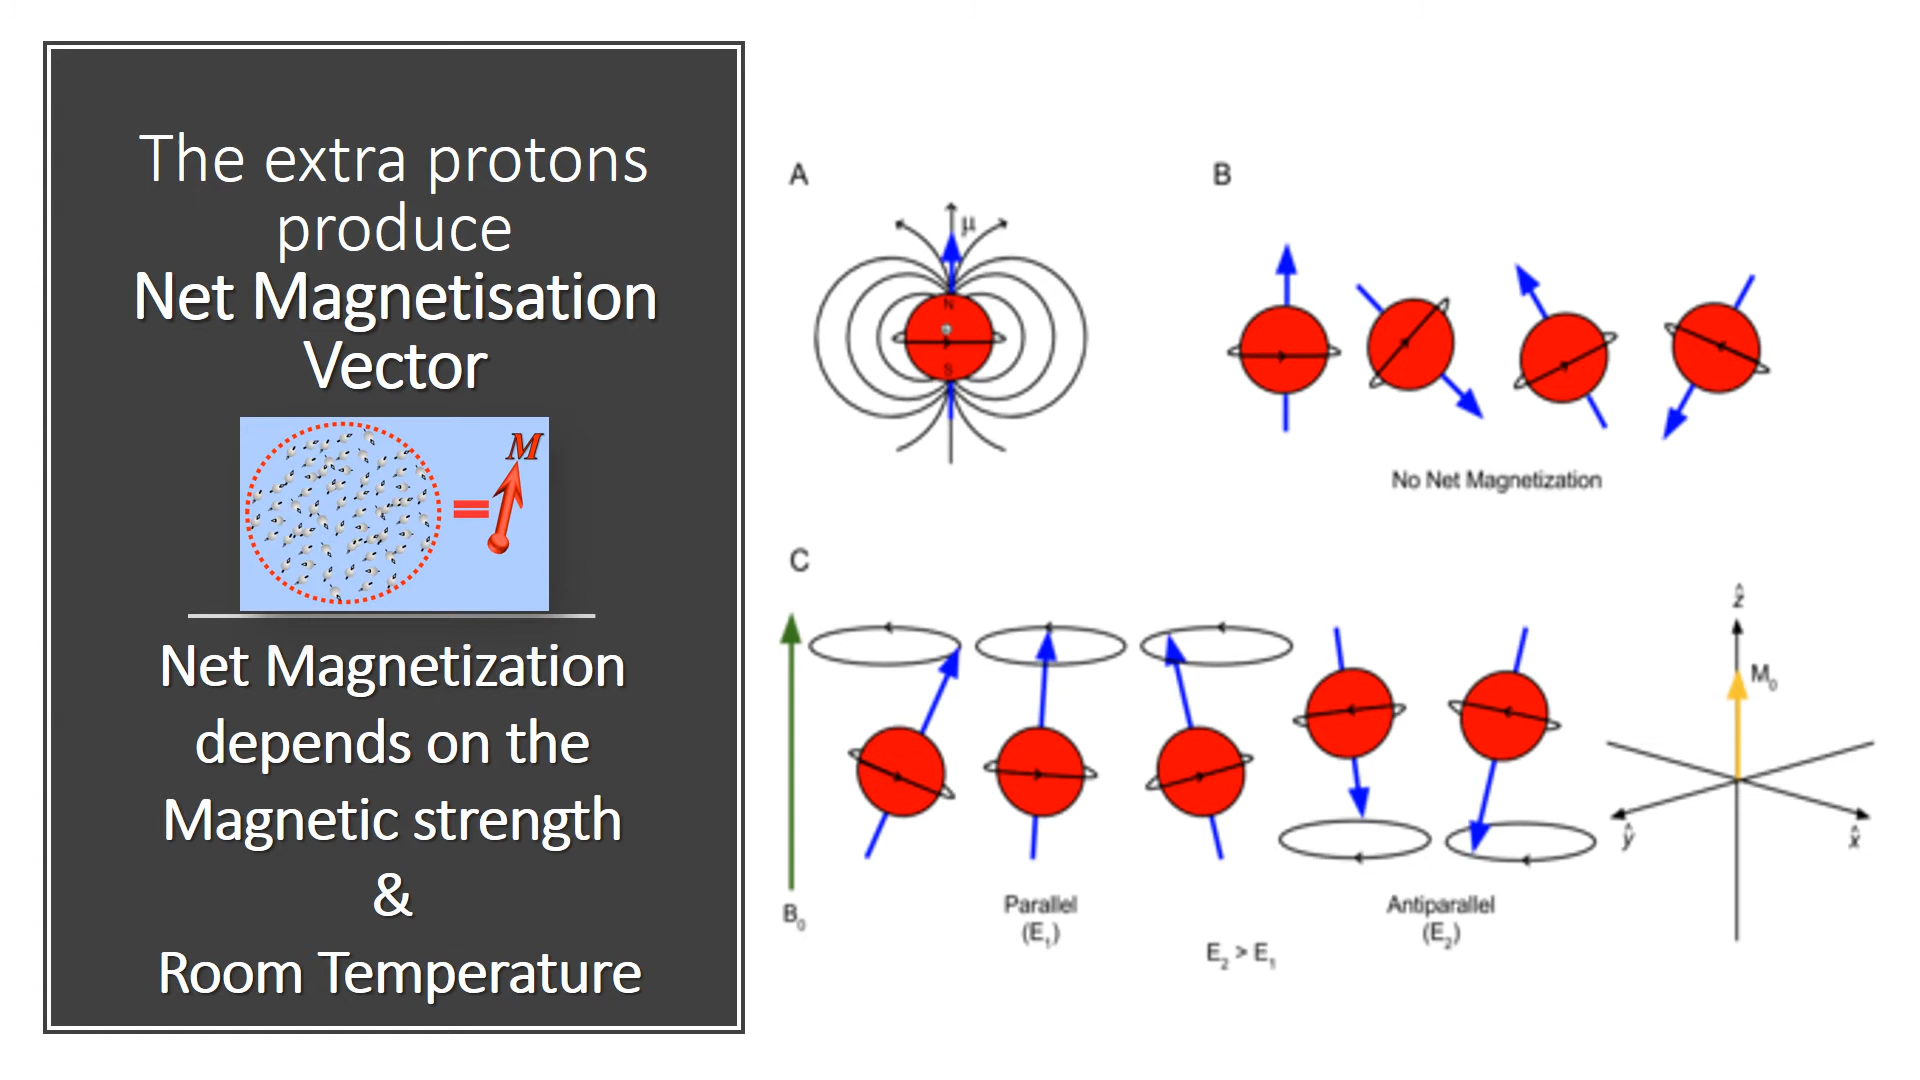 The extra protons
produce
Net Magnetisation
Vector
M
=
Net Magnetization
depends on the
Magnetic strength
&
Room Temperature
A
μ
N
S
B
No Net Magnetization
C
B₀
Parallel
(E₁)
E₂ > E₁
Antiparallel
(E₂)
ẑ
M₀
ŷ
x̂